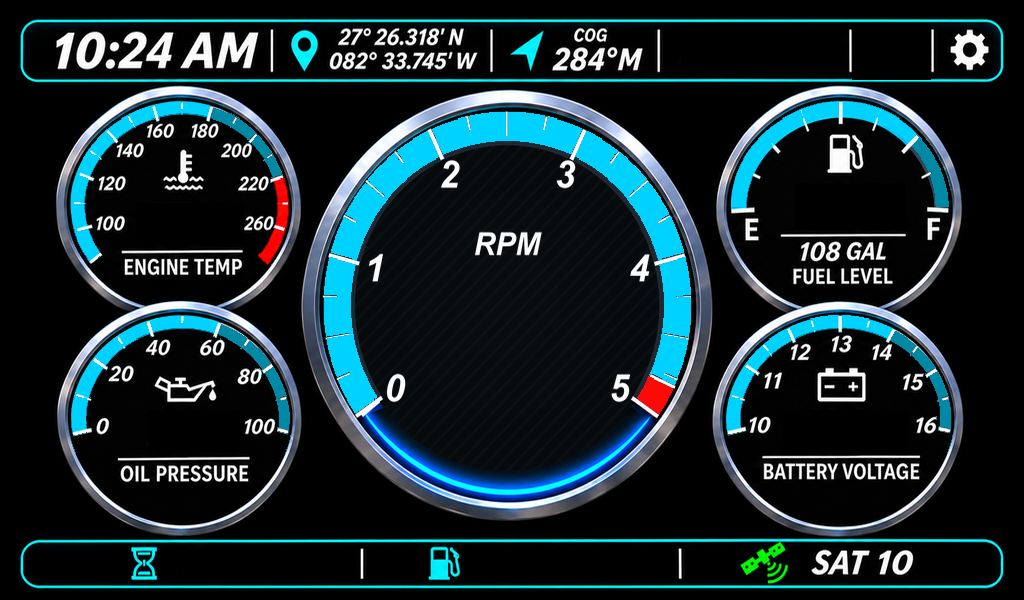 10:24 AM
27° 26.318' N
082° 33.745' W
COG
284°M
100
120
140
160
180
200
220
260
ENGINE TEMP
0
1
2
3
4
5
RPM
E
F
108 GAL
FUEL LEVEL
0
20
40
60
80
100
OIL PRESSURE
10
11
12
13
14
15
16
- +
BATTERY VOLTAGE
SAT 10